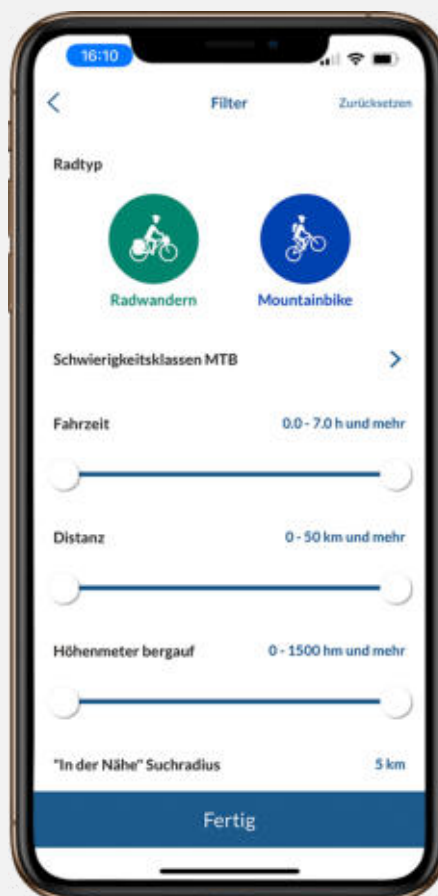 16:10
Filter Zurücksetzen
Radtyp
Radwandern Mountainbike
Schwierigkeitsklassen MTB
Fahrzeit 0.0 - 7.0 h und mehr
Distanz 0 - 50 km und mehr
Höhenmeter bergauf 0 - 1500 hm und mehr
"In der Nähe" Suchradius 5 km
Fertig